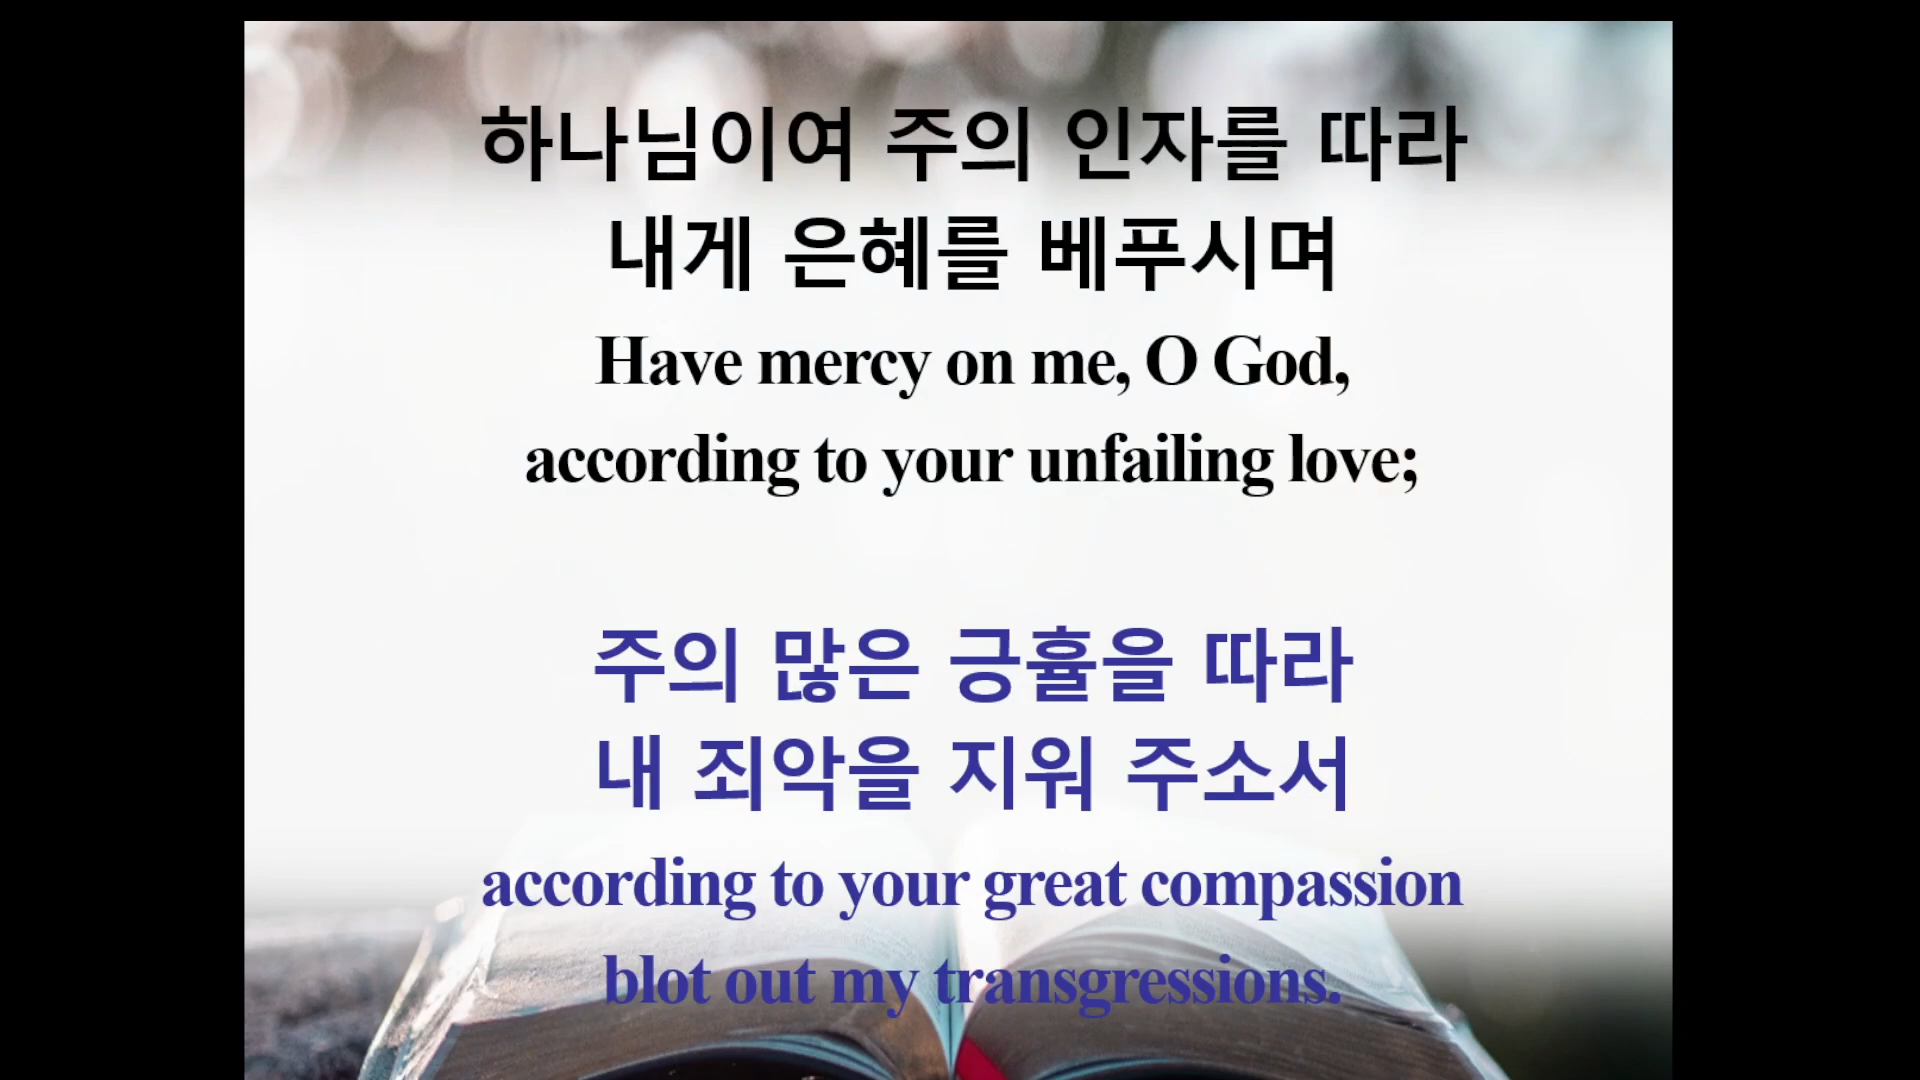 하나님이여 주의 인자를 따라
내게 은혜를 베푸시며
Have mercy on me, O God,
according to your unfailing love;
주의 많은 긍휼을 따라
내 죄악을 지워 주소서
according to your great compassion
blot out my transgressions.